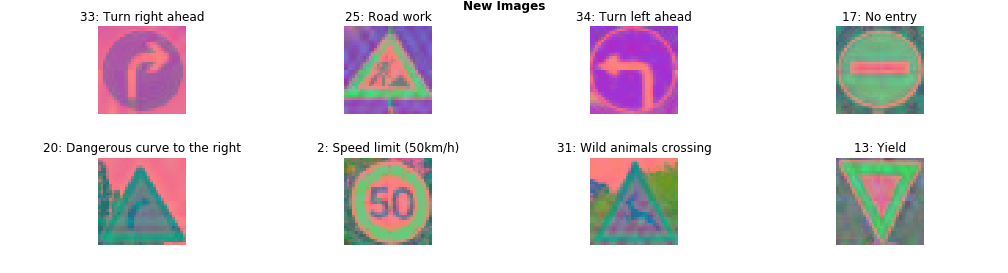 New Images
33: Turn right ahead
25: Road work
34: Turn left ahead
17: No entry
20: Dangerous curve to the right
2: Speed limit (50km/h)
31: Wild animals crossing
13: Yield
50